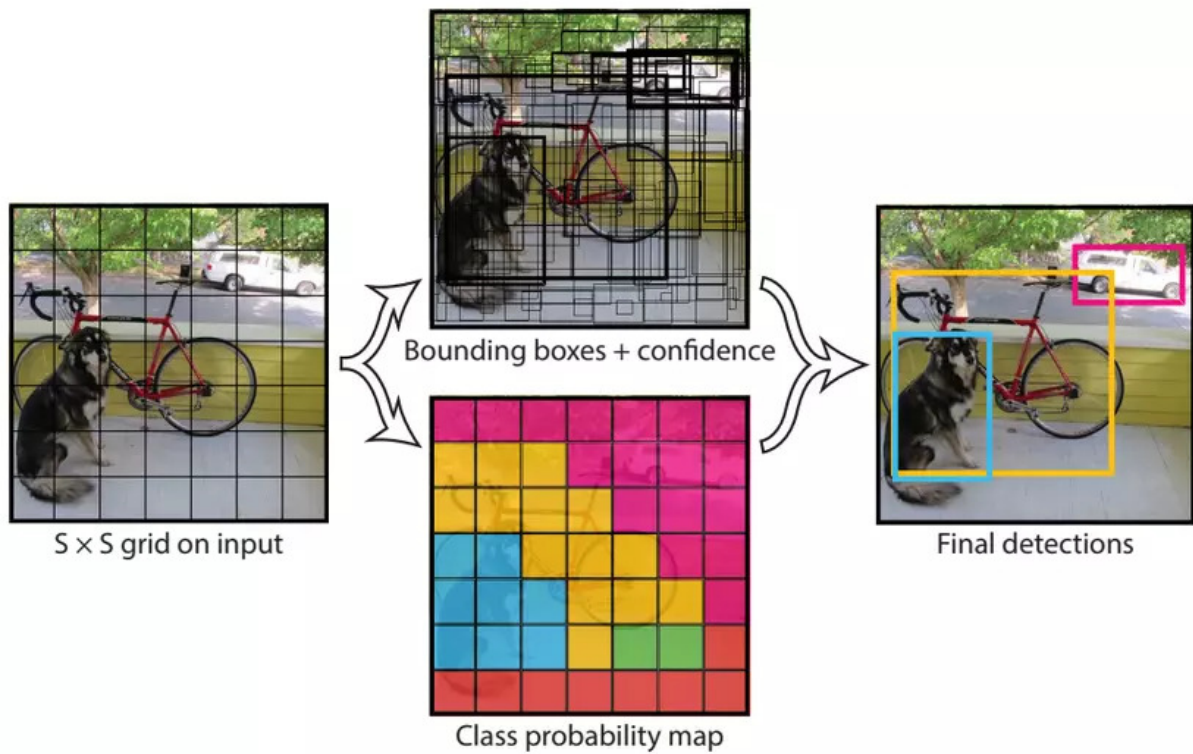 Bounding boxes + confidence
S × S grid on input
Final detections
Class probability map